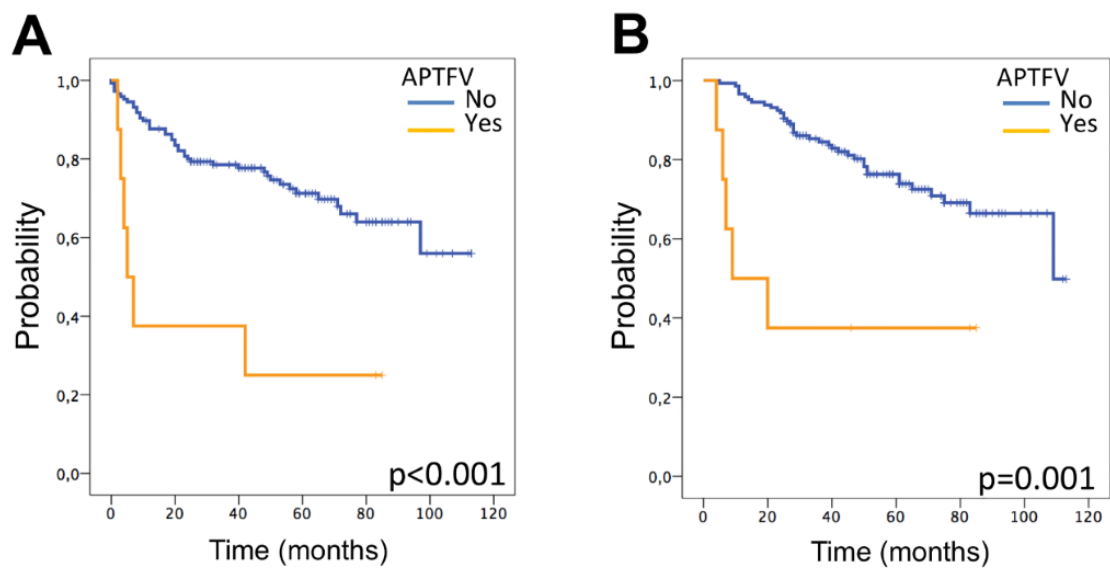 A
APTFV
No
Yes
1,0
0,8
0,6
0,4
0,2
0,0
Probability
p<0.001
0 20 40 60 80 100 120
Time (months)
B
APTFV
No
Yes
1,0
0,8
0,6
0,4
0,2
0,0
Probability
p=0.001
0 20 40 60 80 100 120
Time (months)